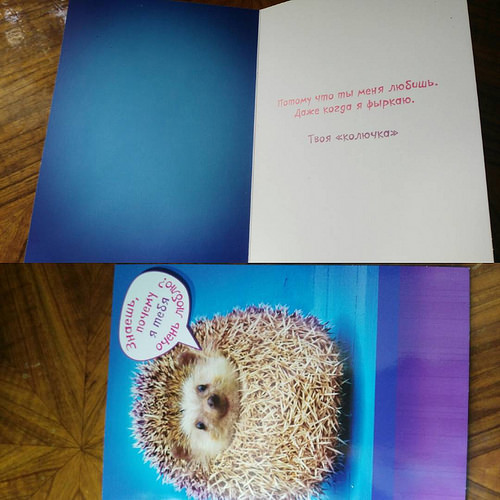 Потому что ты меня любишь.
Даже когда я фыркаю.
Твоя «колючка»
Знаешь,
почему
я тебя
очень люблю?